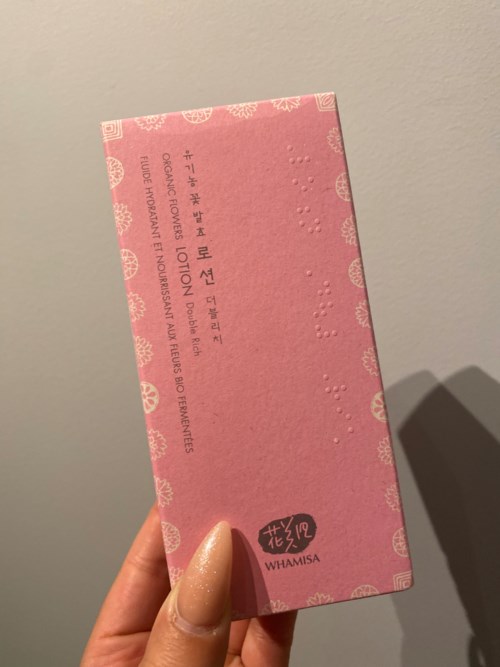 유기농 꽃 발효 로션 더블리치
ORGANIC FLOWERS LOTION Double Rich
FLUIDE HYDRATANT ET NOURRISSANT AUX FLEURS BIO FERMENTÉES
WHAMISA